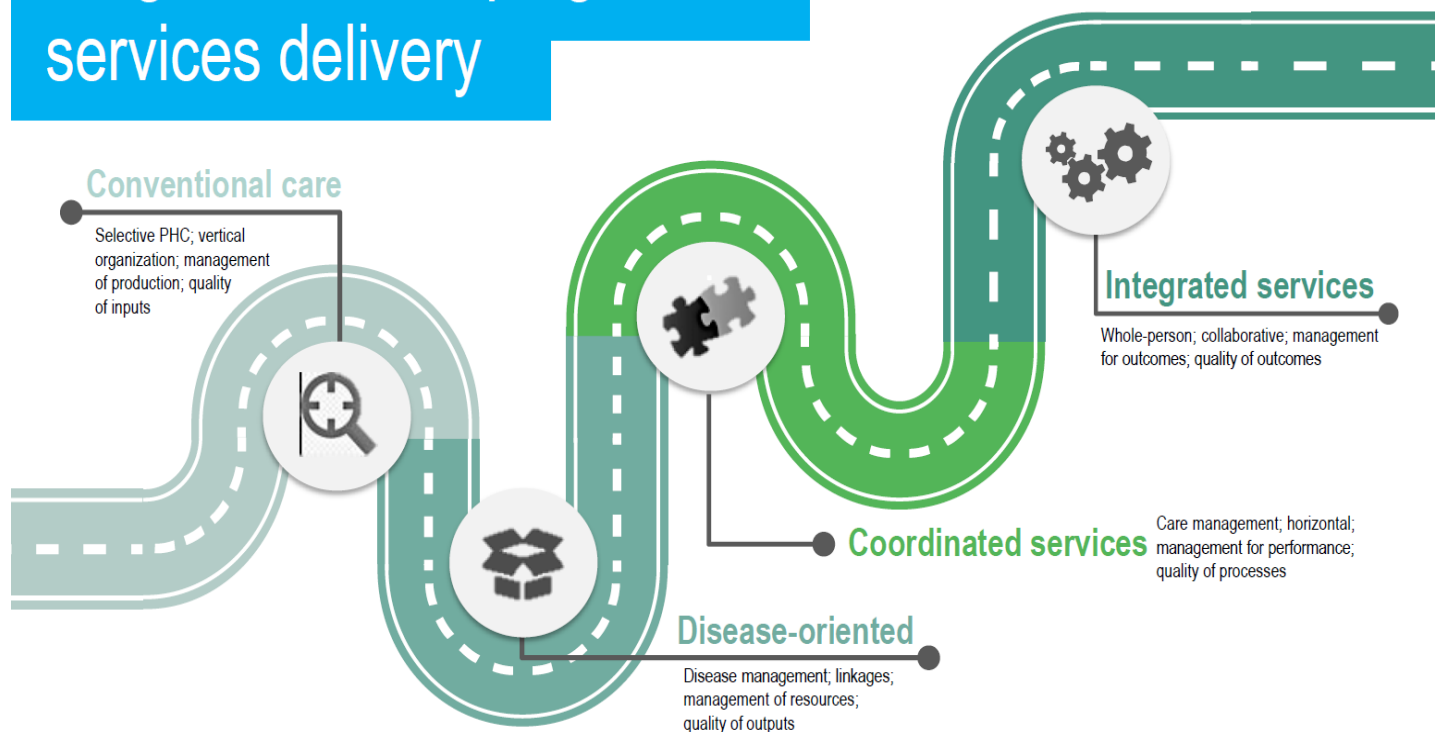 services delivery
Conventional care
Selective PHC; vertical
organization; management
of production; quality
of inputs
Integrated services
Whole-person; collaborative; management
for outcomes; quality of outcomes
Coordinated services
Care management; horizontal;
management for performance;
quality of processes
Disease-oriented
Disease management; linkages;
management of resources;
quality of outputs